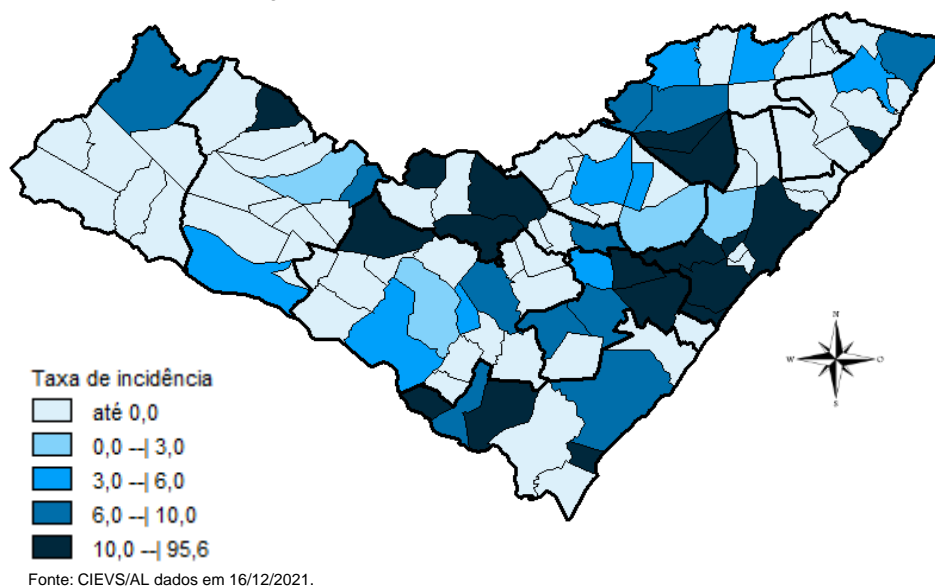 N
W
O
S
Taxa de incidência
até 0,0
0,0 --| 3,0
3,0 --| 6,0
6,0 --| 10,0
10,0 --| 95,6
Fonte: CIEVS/AL dados em 16/12/2021.